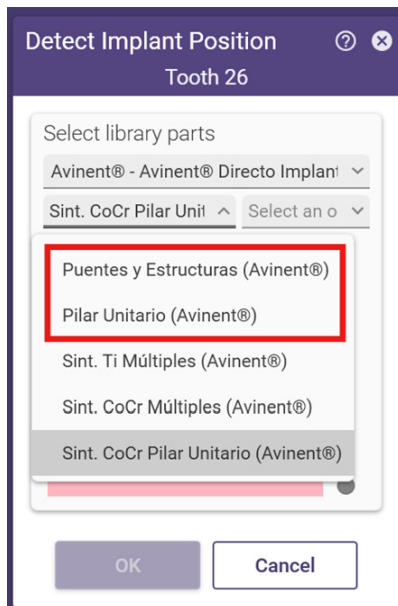 Detect Implant Position
Tooth 26
Select library parts
Avinent® - Avinent® Directo Implant
Sint. CoCr Pilar Unit Select an o
Puentes y Estructuras (Avinent®)
Pilar Unitario (Avinent®)
Sint. Ti Múltiples (Avinent®)
Sint. CoCr Múltiples (Avinent®)
Sint. CoCr Pilar Unitario (Avinent®)
OK Cancel